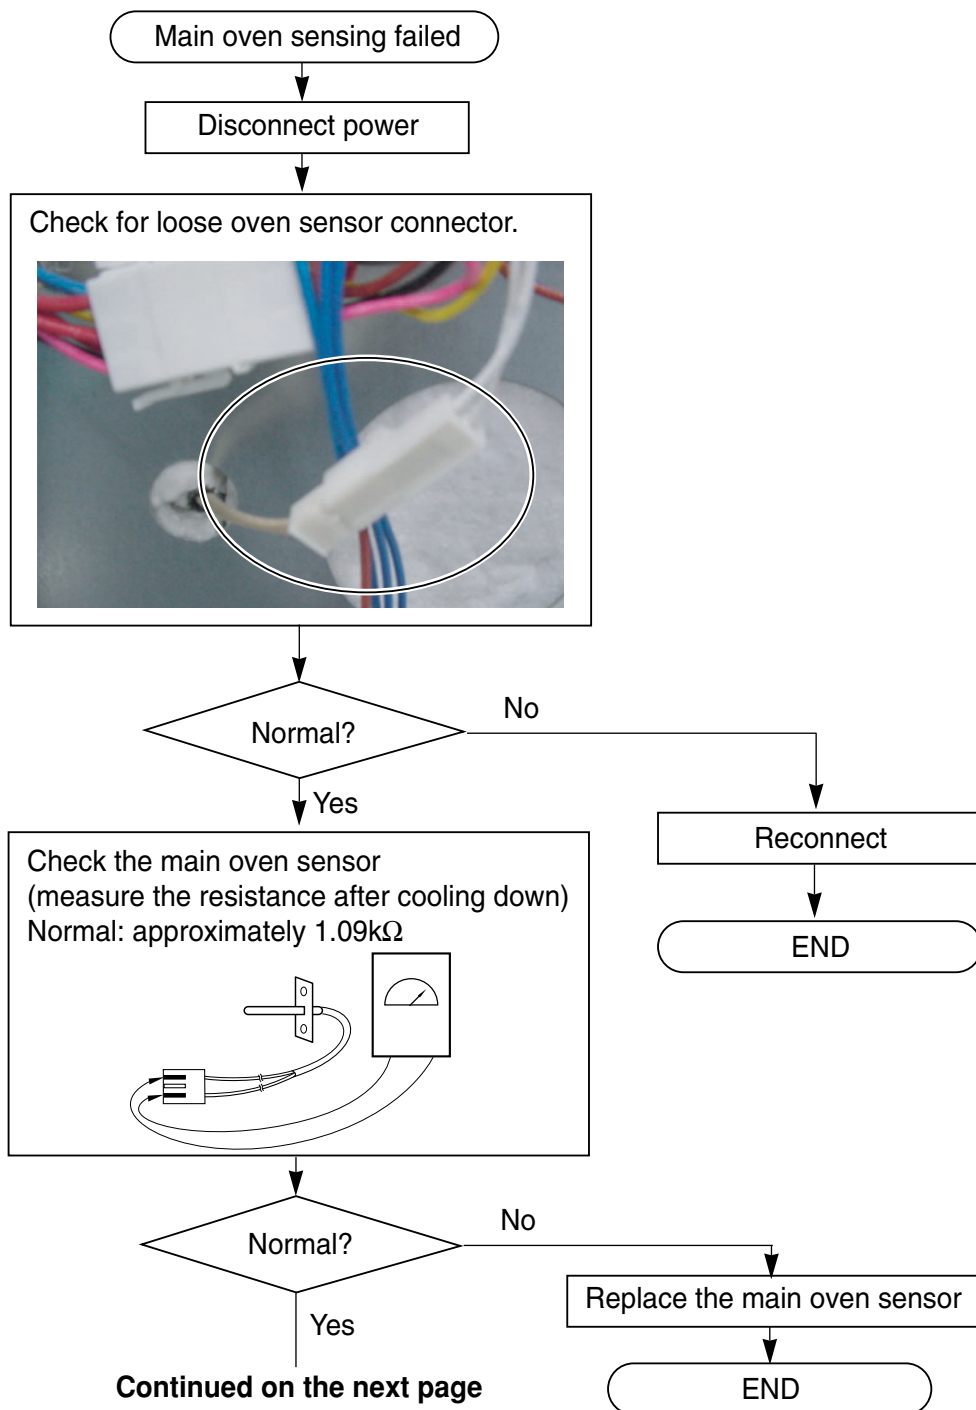 Main oven sensing failed
Disconnect power
Check for loose oven sensor connector.
Normal?
No
Yes
Reconnect
END
Check the main oven sensor
(measure the resistance after cooling down)
Normal: approximately 1.09kΩ
Normal?
No
Yes
Replace the main oven sensor
END
Continued on the next page